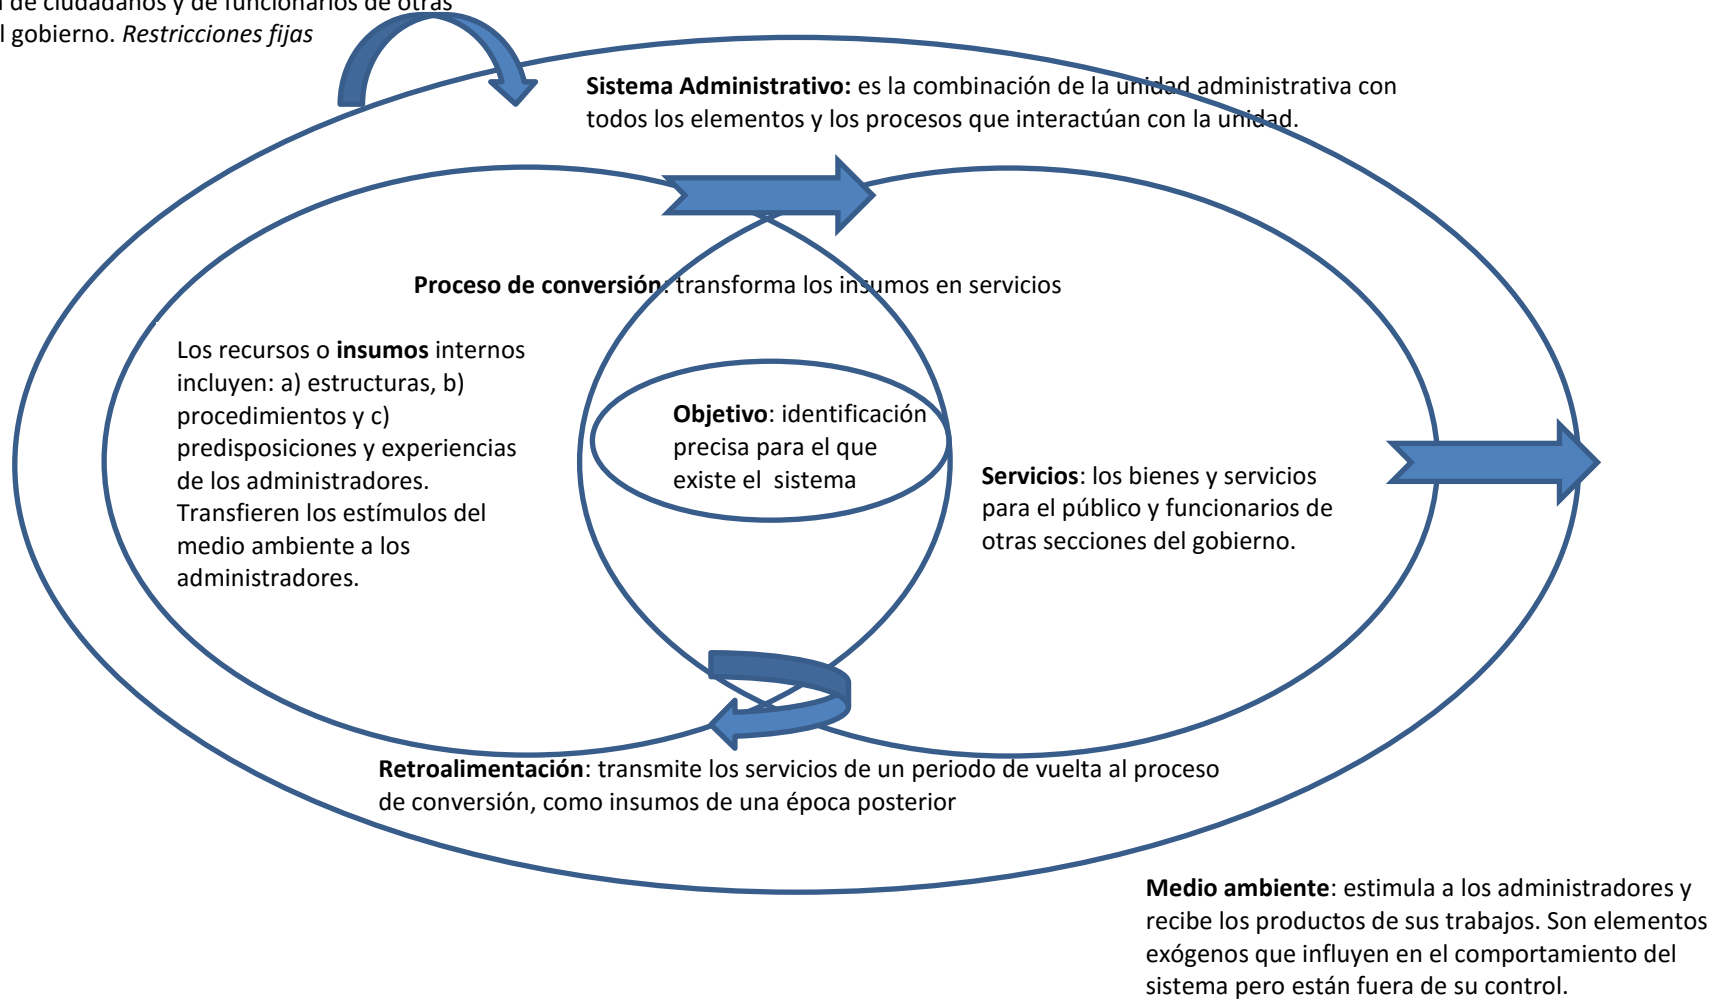 de ciudadanos y de funcionarios de otras
l gobierno. Restricciones fijas
Sistema Administrativo: es la combinación de la unidad administrativa con
todos los elementos y los procesos que interactúan con la unidad.
Proceso de conversión: transforma los insumos en servicios
Los recursos o insumos internos
incluyen: a) estructuras, b)
procedimientos y c)
predisposiciones y experiencias
de los administradores.
Transfieren los estímulos del
medio ambiente a los
administradores.
Objetivo: identificación
precisa para el que
existe el sistema
Servicios: los bienes y servicios
para el público y funcionarios de
otras secciones del gobierno.
Retroalimentación: transmite los servicios de un periodo de vuelta al proceso
de conversión, como insumos de una época posterior
Medio ambiente: estimula a los administradores y
recibe los productos de sus trabajos. Son elementos
exógenos que influyen en el comportamiento del
sistema pero están fuera de su control.